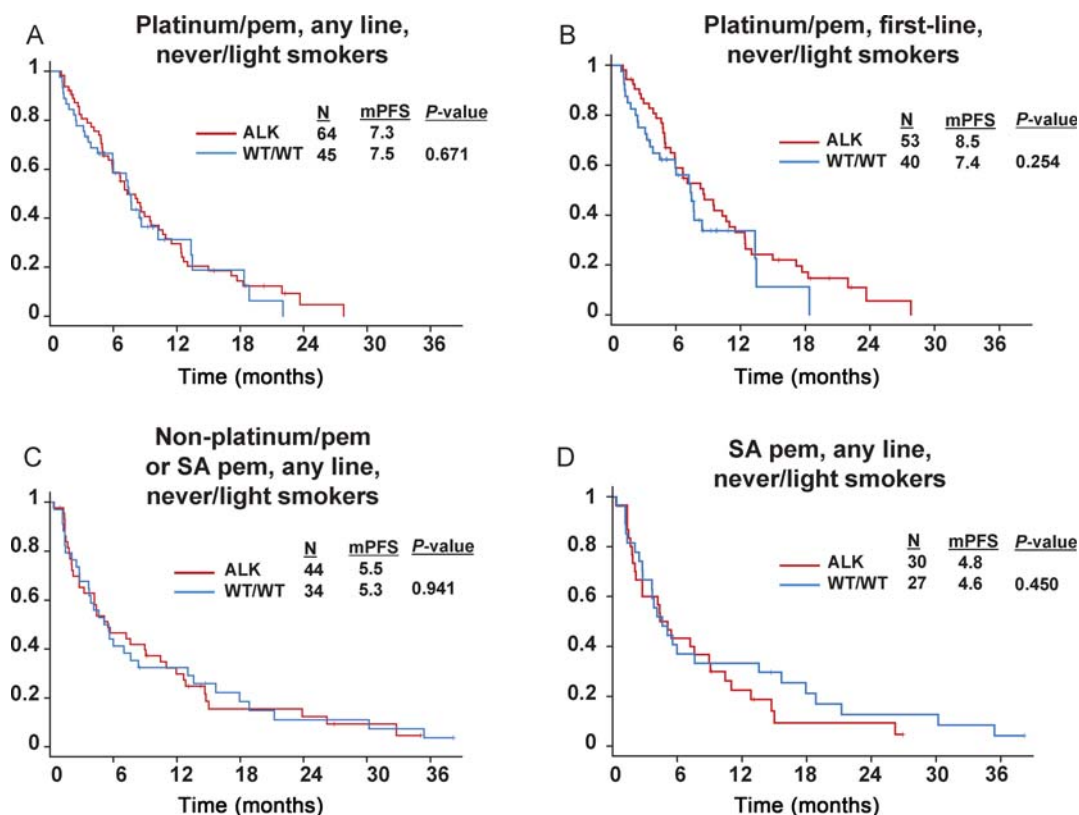 A
Platinum/pem, any line,
never/light smokers
1
0.8
0.6
0.4
0.2
0
N mPFS P-value
ALK 64 7.3
WT/WT 45 7.5 0.671
0 6 12 18 24 30 36
Time (months)
B
Platinum/pem, first-line,
never/light smokers
1
0.8
0.6
0.4
0.2
0
N mPFS P-value
ALK 53 8.5
WT/WT 40 7.4 0.254
0 6 12 18 24 30 36
Time (months)
C
Non-platinum/pem
or SA pem, any line,
never/light smokers
1
0.8
0.6
0.4
0.2
0
N mPFS P-value
ALK 44 5.5
WT/WT 34 5.3 0.941
0 6 12 18 24 30 36
Time (months)
D
SA pem, any line,
never/light smokers
1
0.8
0.6
0.4
0.2
0
N mPFS P-value
ALK 30 4.8
WT/WT 27 4.6 0.450
0 6 12 18 24 30 36
Time (months)